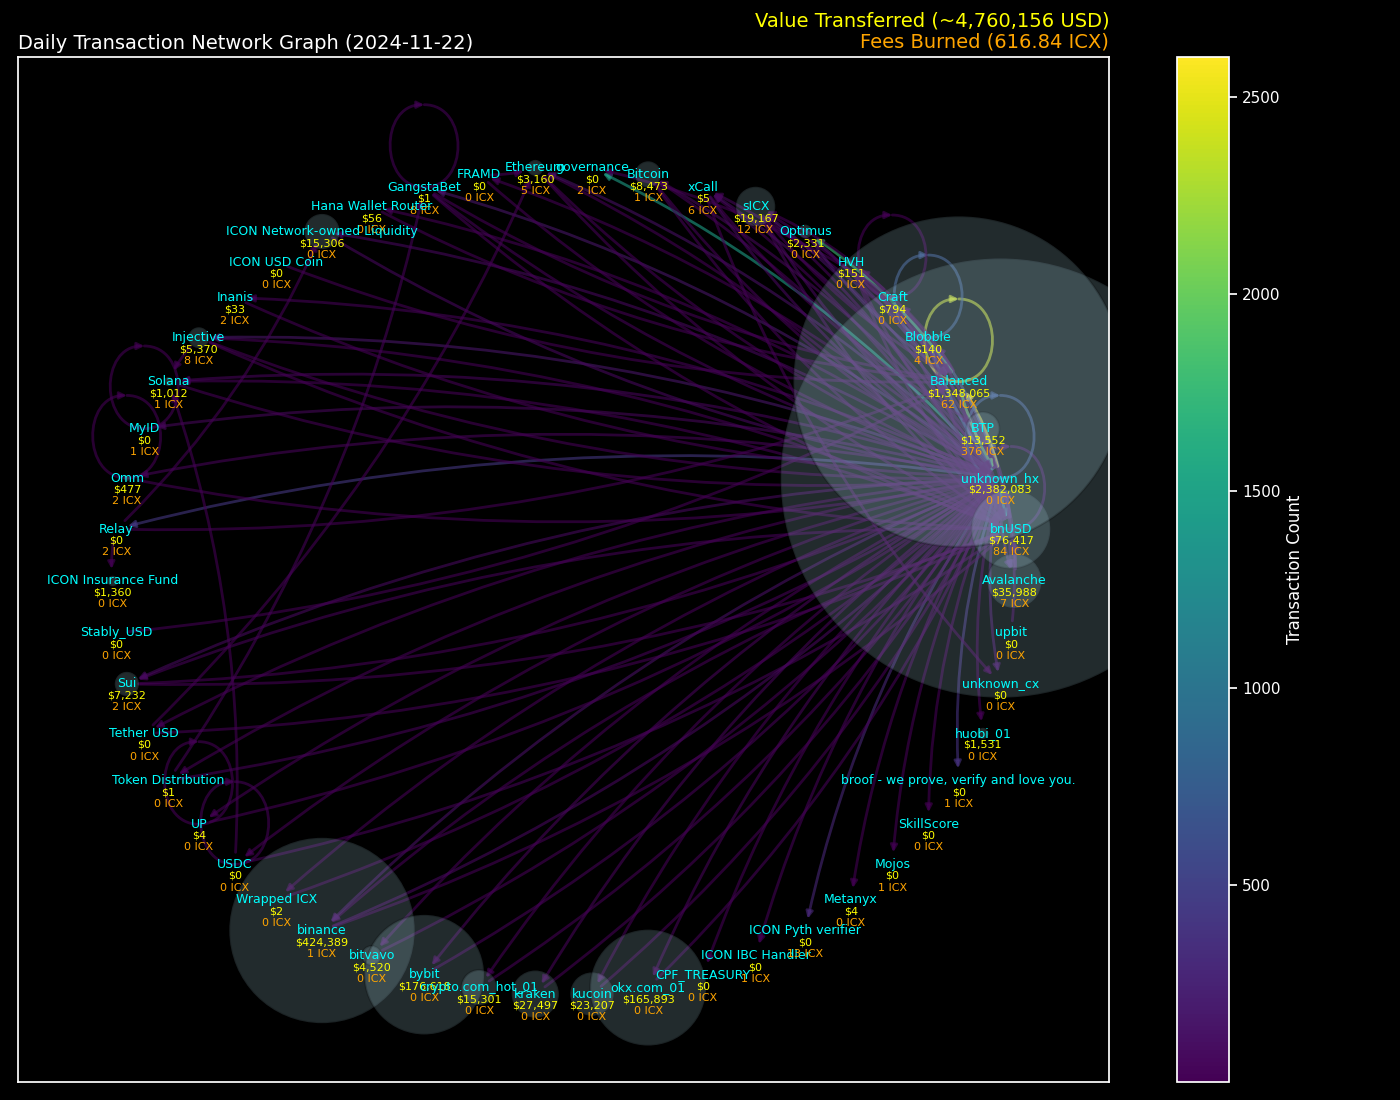 Value Transferred (~4,760,156 USD)
Daily Transaction Network Graph (2024-11-22)
Fees Burned (616.84 ICX)
Ethereum
$3,160
5 ICX
governance
$0
2 ICX
Bitcoin
$8,473
1 ICX
FRAMD
$0
0 ICX
xCall
$5
6 ICX
GangstaBet
$1
8 ICX
sICX
$19,167
12 ICX
Hana Wallet Router
$56
0 ICX
Optimus
$2,331
0 ICX
ICON Network-owned Liquidity
$15,306
0 ICX
HVH
$151
0 ICX
ICON USD Coin
$0
0 ICX
Craft
$794
0 ICX
Inanis
$33
2 ICX
Blobble
$140
4 ICX
Injective
$5,370
8 ICX
Balanced
$1,348,065
62 ICX
Solana
$1,012
1 ICX
BTP
$13,552
376 ICX
MyID
$0
1 ICX
unknown_hx
$2,382,083
0 ICX
Omm
$477
2 ICX
bnUSD
$76,417
84 ICX
Relay
$0
2 ICX
Avalanche
$35,988
7 ICX
ICON Insurance Fund
$1,360
0 ICX
upbit
$0
0 ICX
Stably_USD
$0
0 ICX
unknown_cx
$0
0 ICX
Sui
$7,232
2 ICX
huobi_01
$1,531
0 ICX
Tether USD
$0
0 ICX
broof - we prove, verify and love you.
$0
1 ICX
Token Distribution
$1
0 ICX
SkillScore
$0
0 ICX
UP
$4
0 ICX
Mojos
$0
1 ICX
USDC
$0
0 ICX
Metanyx
$4
0 ICX
Wrapped ICX
$2
0 ICX
ICON Pyth verifier
$0
13 ICX
binance
$424,389
1 ICX
ICON IBC Handler
$0
1 ICX
bitvavo
$4,520
0 ICX
CPF_TREASURY
$0
0 ICX
bybit
0 ICX
crypto.com_hot_01
$15,301
0 ICX
kraken
$27,497
0 ICX
kucoin
$23,207
0 ICX
okx.com_01
$165,893
0 ICX
2500
2000
1500
1000
500
Transaction Count